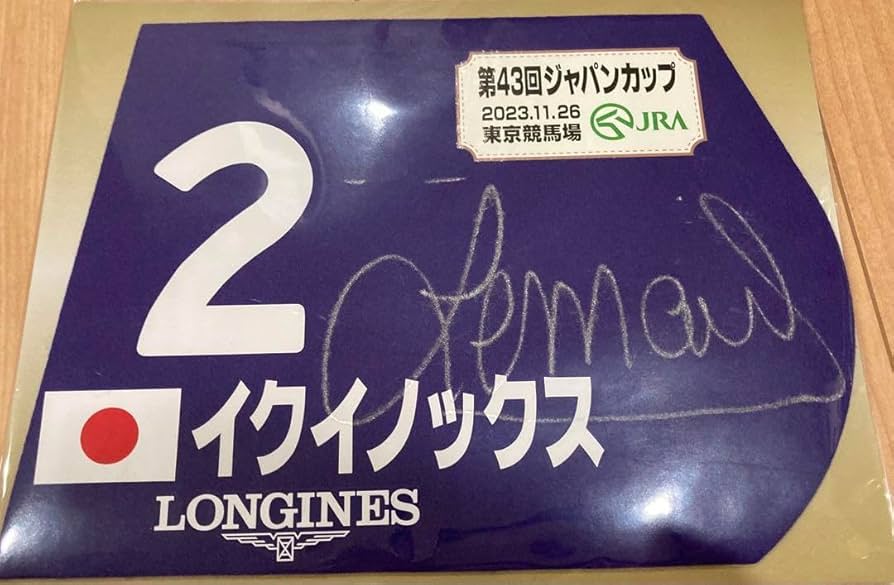 第43回ジャパンカップ
2023.11.26
東京競馬場
JRA
2
Lemaire
イクイノックス
LONGINES